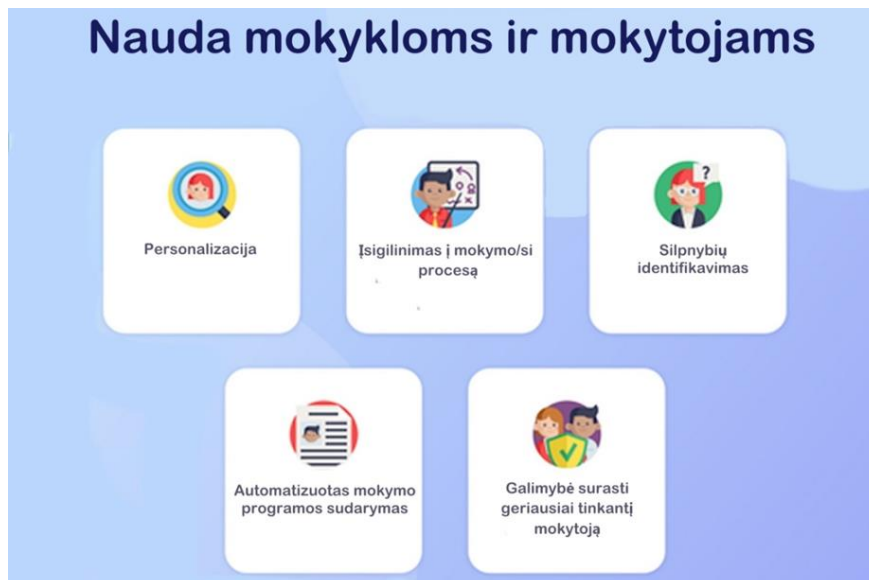 Nauda mokykloms ir mokytojams
Personalizacija
Įsigilinimas į mokymo/si
procesą
?
Silpnybių
identifikavimas
Automatizuotas mokymo
programos sudarymas
Galimybė surasti
geriausiai tinkantį
mokytoją